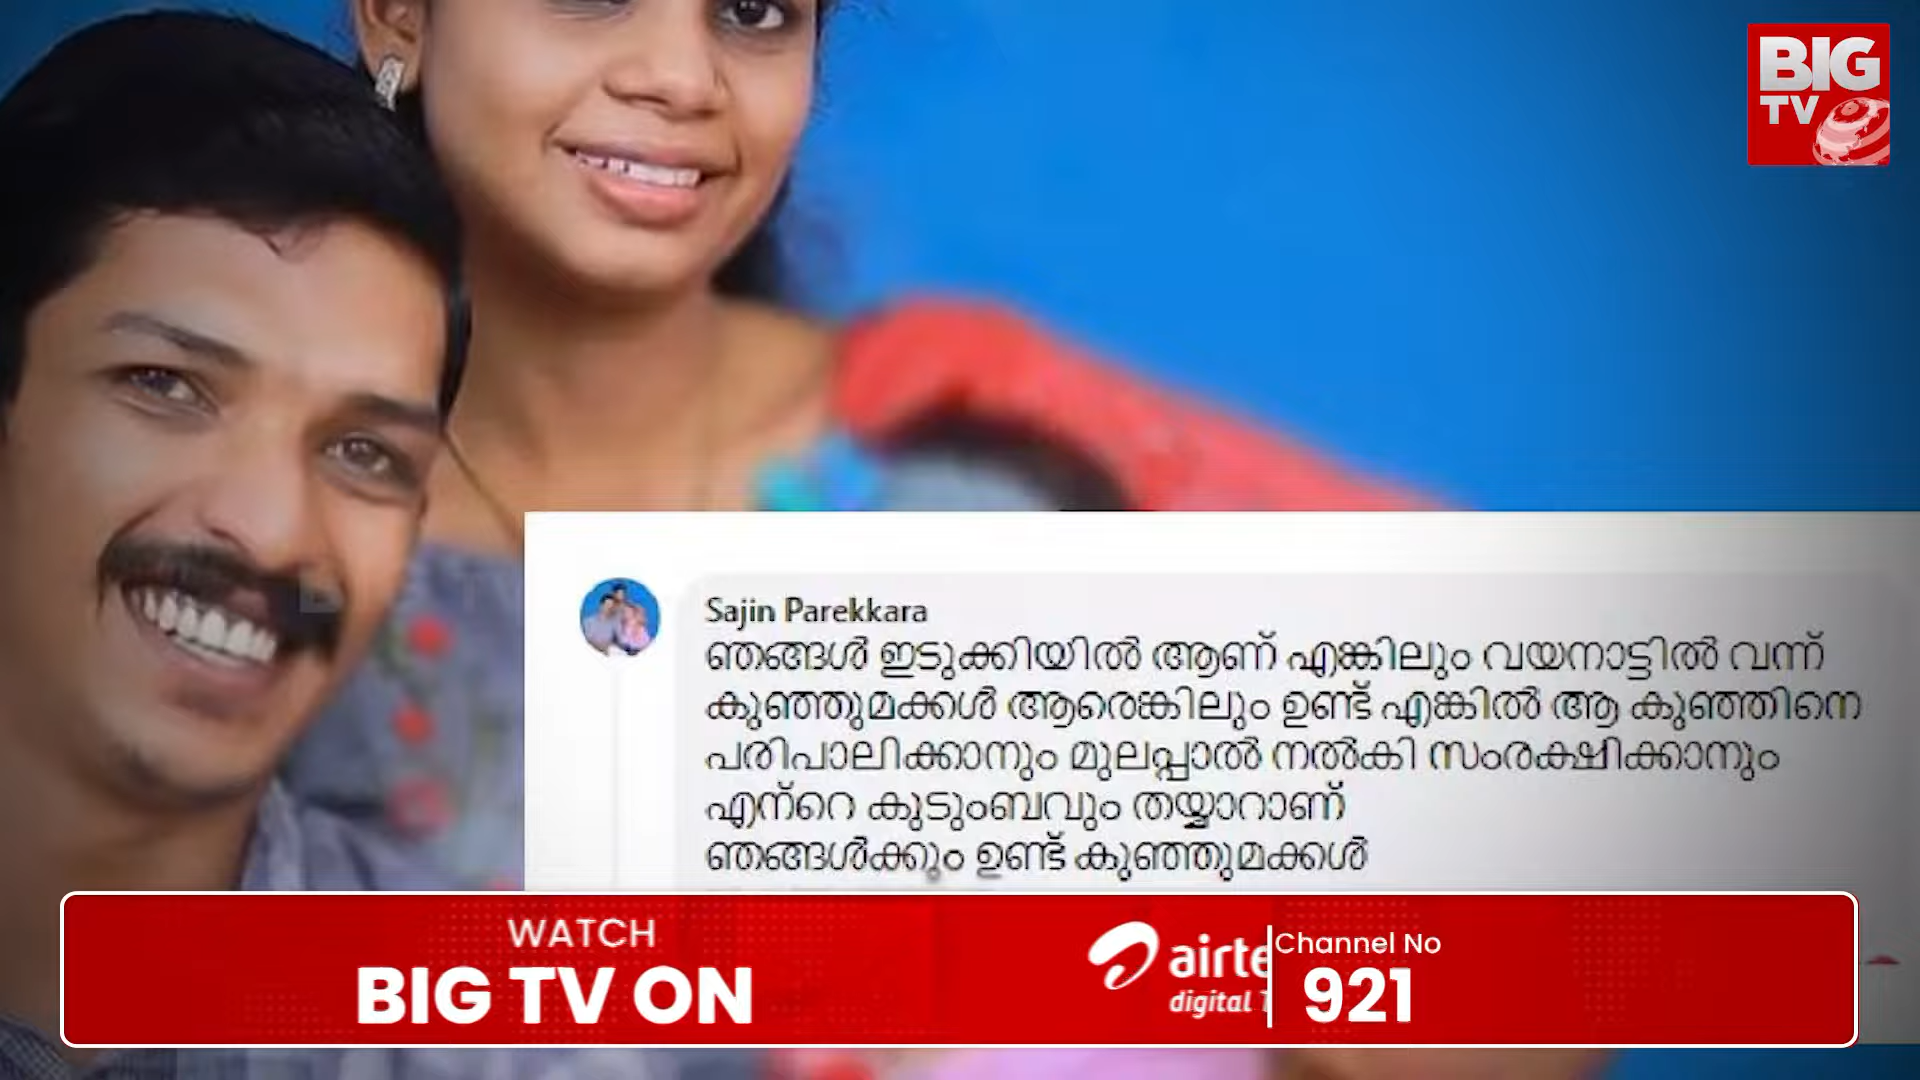 BIG
TV
Sajin Parekkara
ഞങ്ങൾ ഇടുക്കിയിൽ ആണ് എങ്കിലും വയനാട്ടിൽ വന്ന്
കുഞ്ഞുമക്കൾ ആരെങ്കിലും ഉണ്ട് എങ്കിൽ ആ കുഞ്ഞിനെ
പരിപാലിക്കാനും മുലപ്പാൽ നൽകി സംരക്ഷിക്കാനും
എന്റെ കുടുംബവും തയ്യാറാണ്
ഞങ്ങൾക്കും ഉണ്ട് കുഞ്ഞുമക്കൾ
WATCH
BIG TV ON
airte
digital T
Channel No
921